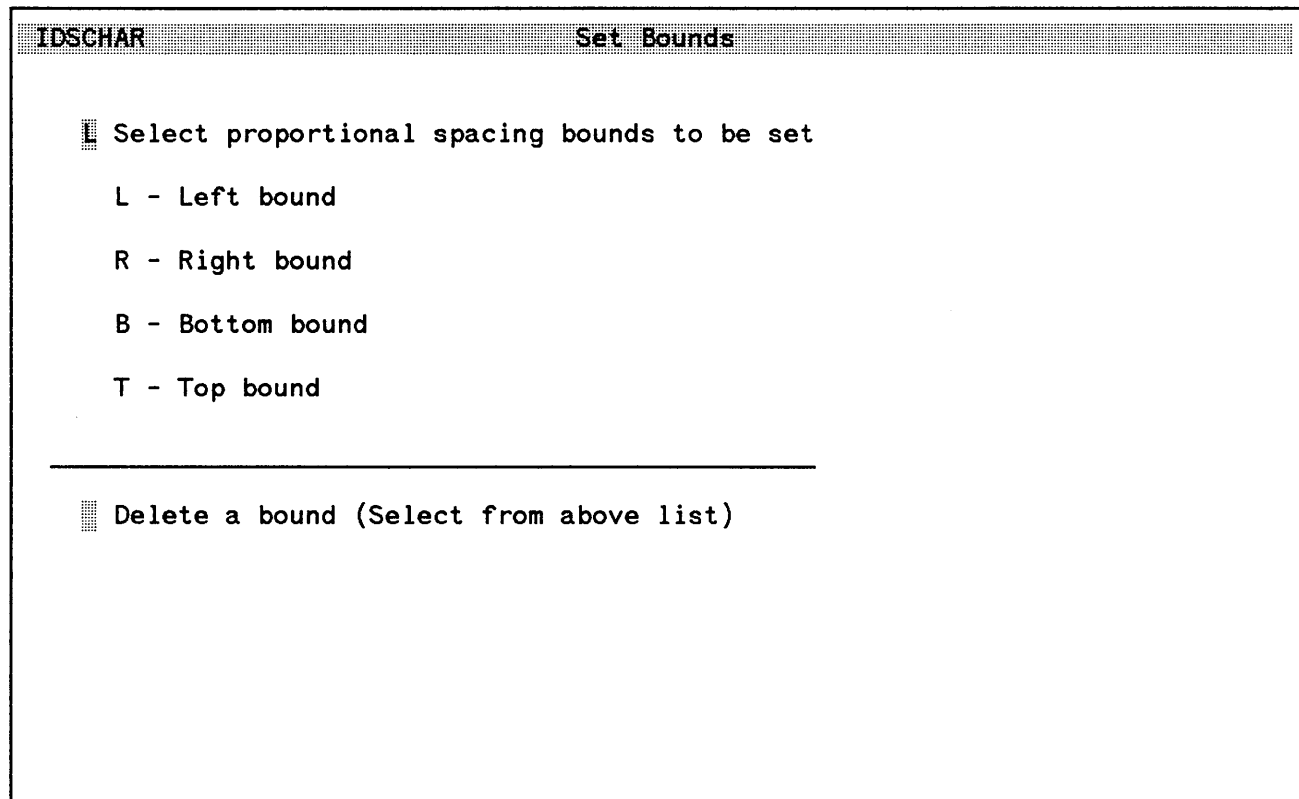 IDSCHAR Set Bounds
L Select proportional spacing bounds to be set
L - Left bound
R - Right bound
B - Bottom bound
T - Top bound
Delete a bound (Select from above list)